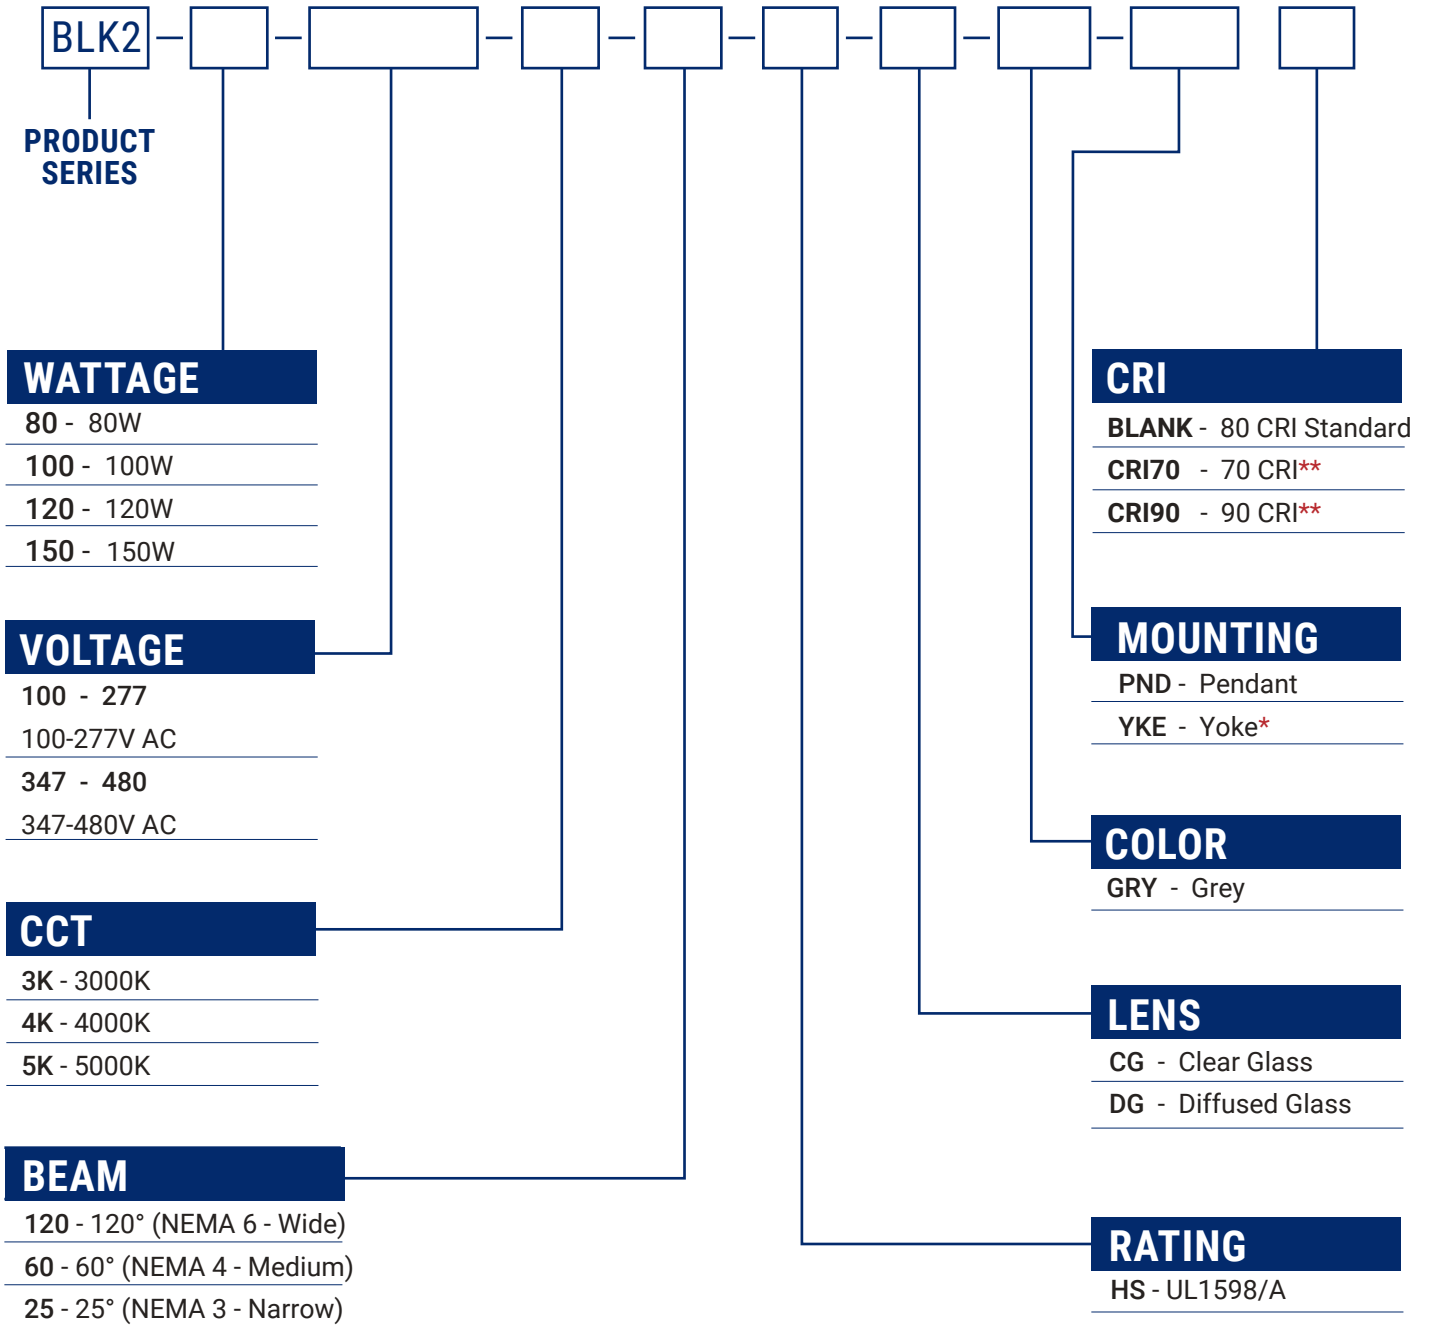 BLK2
PRODUCT
SERIES
WATTAGE
80 - 80W
100 - 100W
120 - 120W
150 - 150W
VOLTAGE
100 - 277
100-277V AC
347 - 480
347-480V AC
CCT
3K - 3000K
4K - 4000K
5K - 5000K
BEAM
120 - 120° (NEMA 6 - Wide)
60 - 60° (NEMA 4 - Medium)
25 - 25° (NEMA 3 - Narrow)
CRI
BLANK - 80 CRI Standard
CRI70 - 70 CRI**
CRI90 - 90 CRI**
MOUNTING
PND - Pendant
YKE - Yoke*
COLOR
GRY - Grey
LENS
CG - Clear Glass
DG - Diffused Glass
RATING
HS - UL1598/A